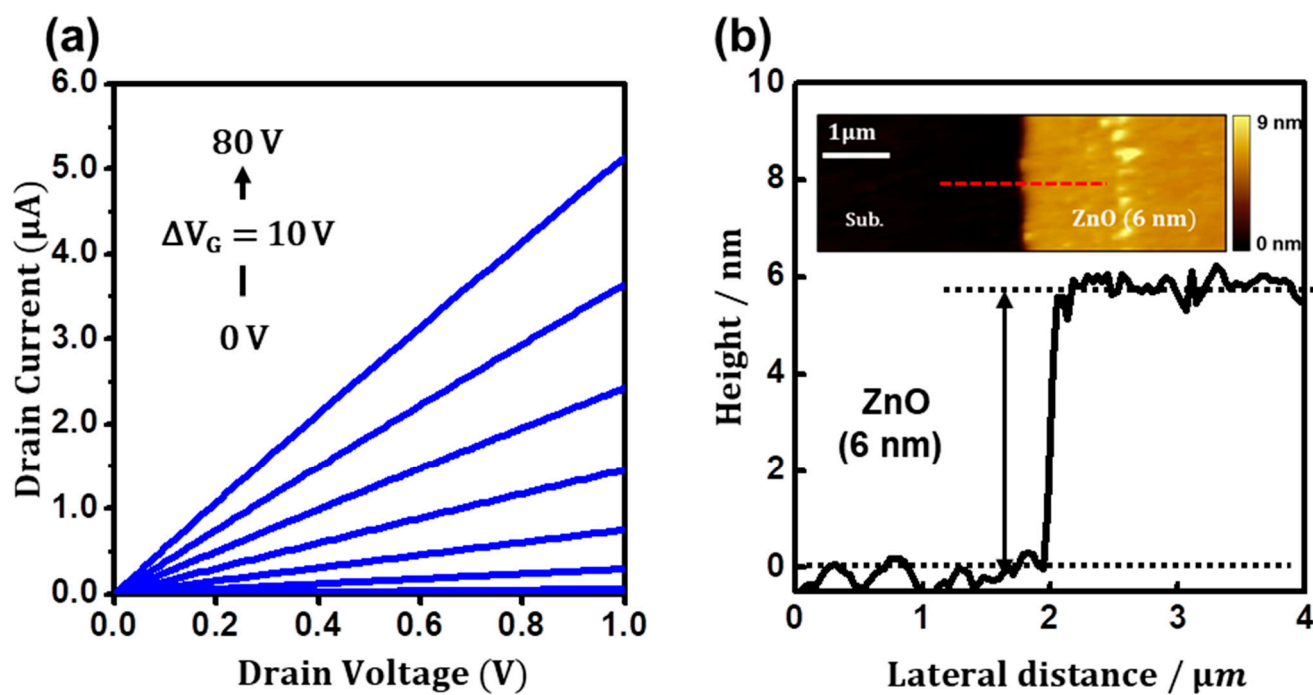 (a)
6.0
5.0
4.0
3.0
2.0
1.0
0.0
Drain Current (μA)
80 V
ΔV_G = 10 V
0 V
0.0 0.2 0.4 0.6 0.8 1.0
Drain Voltage (V)
(b)
10
8
6
4
2
0
Height / nm
1μm
Sub.
ZnO (6 nm)
9 nm
0 nm
ZnO
(6 nm)
0 1 2 3 4
Lateral distance / μm